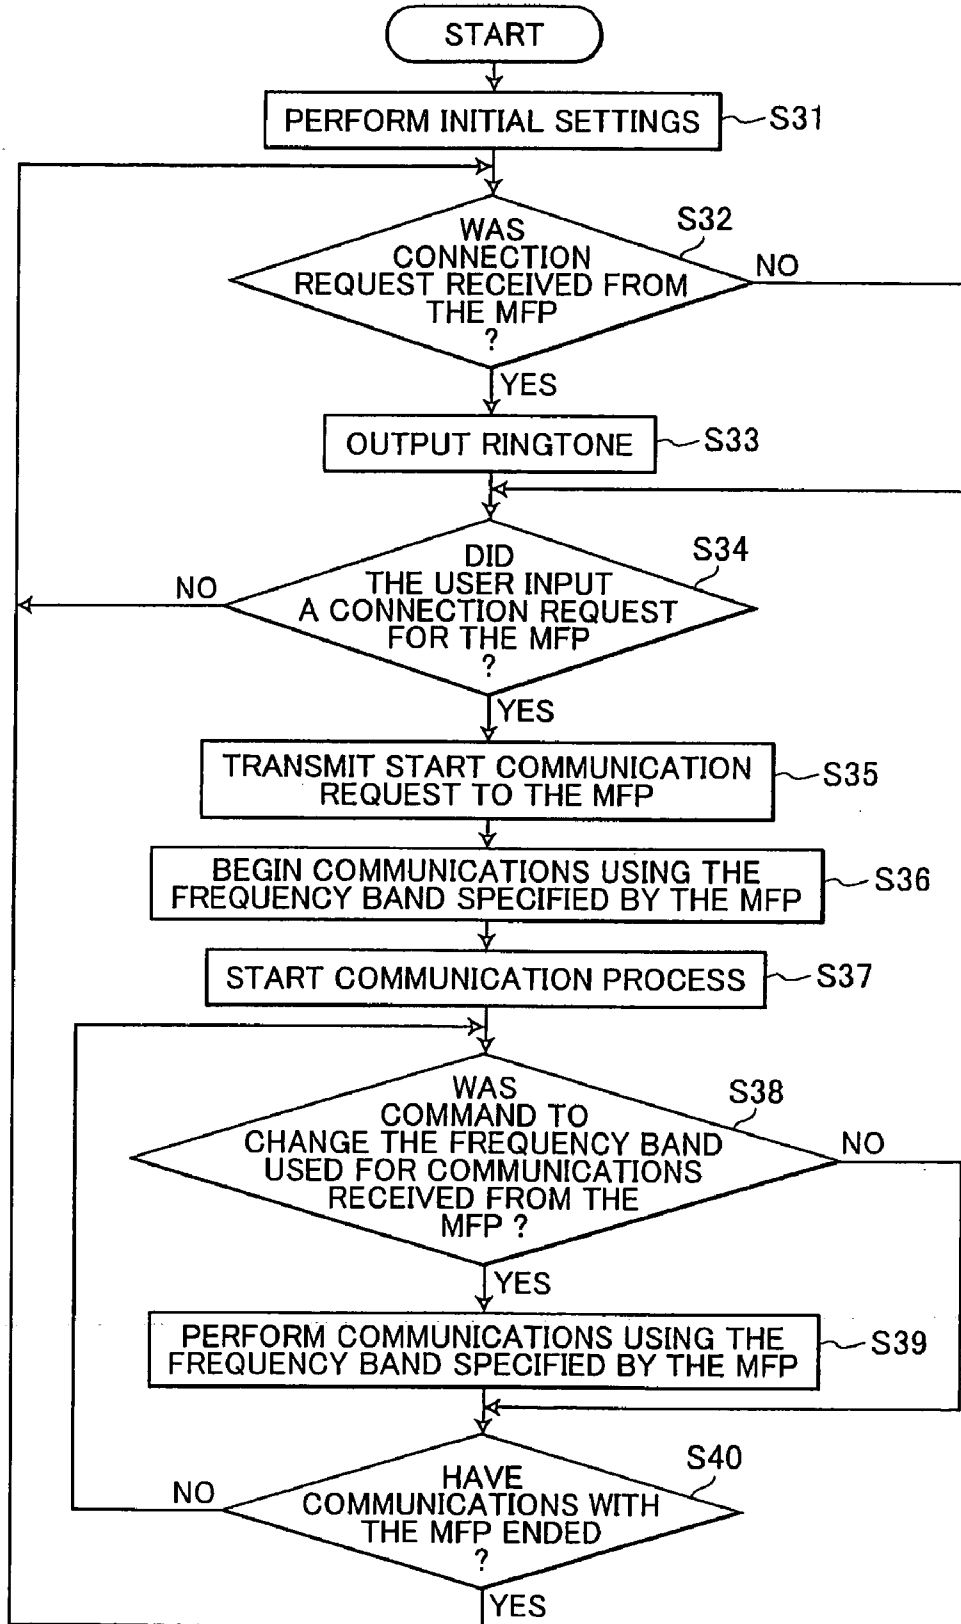 START
PERFORM INITIAL SETTINGS
S31
S32
WAS
CONNECTION
REQUEST RECEIVED FROM
THE MFP
?
NO
YES
OUTPUT RINGTONE
S33
S34
DID
THE USER INPUT
A CONNECTION REQUEST
FOR THE MFP
?
NO
YES
TRANSMIT START COMMUNICATION
REQUEST TO THE MFP
S35
BEGIN COMMUNICATIONS USING THE
FREQUENCY BAND SPECIFIED BY THE MFP
S36
START COMMUNICATION PROCESS
S37
S38
WAS
COMMAND TO
CHANGE THE FREQUENCY BAND
USED FOR COMMUNICATIONS
RECEIVED FROM THE
MFP ?
NO
YES
PERFORM COMMUNICATIONS USING THE
FREQUENCY BAND SPECIFIED BY THE MFP
S39
S40
HAVE
COMMUNICATIONS WITH
THE MFP ENDED
?
NO
YES